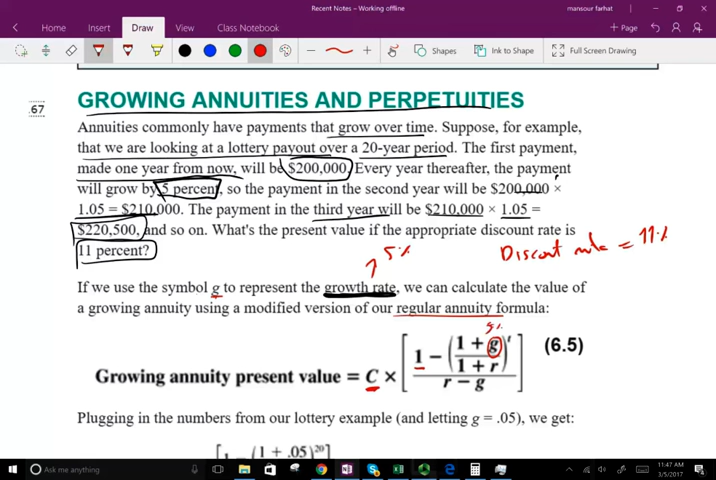 Recent Notes - Working offline
mansour farhat
Home Insert Draw View Class Notebook
+ Page
Shapes Ink to Shape Full Screen Drawing
67
GROWING ANNUITIES AND PERPETUITIES
Annuities commonly have payments that grow over time. Suppose, for example,
that we are looking at a lottery payout over a 20-year period. The first payment,
made one year from now, will be $200,000. Every year thereafter, the payment
will grow by 5 percent, so the payment in the second year will be $200,000 ×
1.05 = $210,000. The payment in the third year will be $210,000 × 1.05 =
$220,500, and so on. What's the present value if the appropriate discount rate is
11 percent?
5%
Discount rate = 11%
If we use the symbol g to represent the growth rate, we can calculate the value of
a growing annuity using a modified version of our regular annuity formula:
Growing annuity present value = C × [ 1 − ( 1 + g / 1 + r )^t / r − g ] (6.5)
Plugging in the numbers from our lottery example (and letting g = .05), we get:
(1 + .05)^20
Ask me anything
11:47 AM
3/5/2017